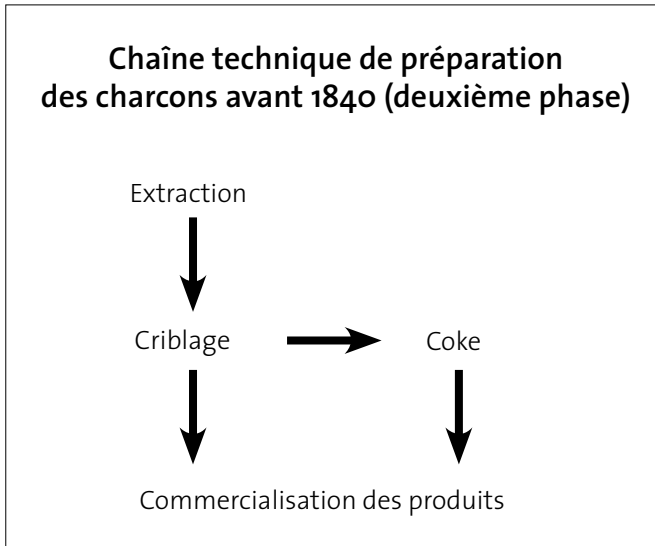 Chaîne technique de préparation
des charcons avant 1840 (deuxième phase)
Extraction
Criblage
Coke
Commercialisation des produits